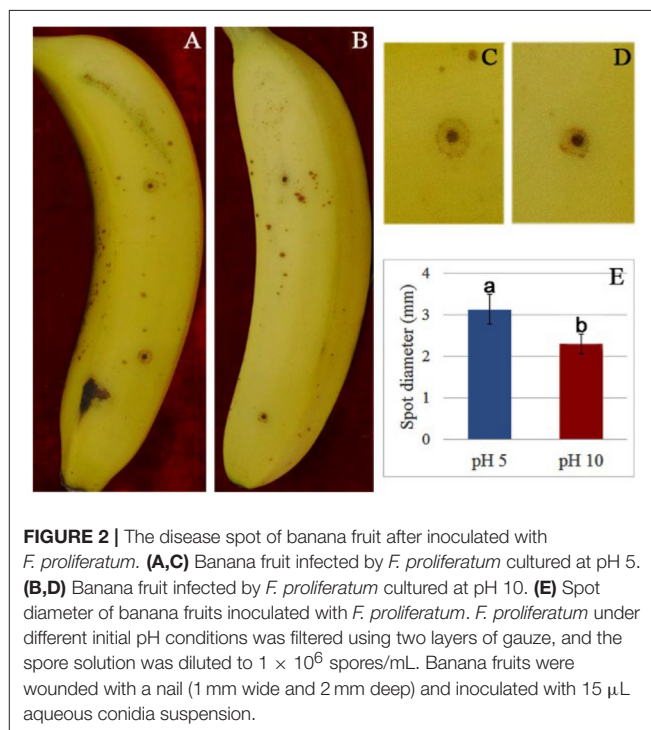 A
B
C
D
E
4
3
2
1
0
Spot diameter (mm)
a
b
pH 5
pH 10
FIGURE 2 | The disease spot of banana fruit after inoculated with
F. proliferatum. (A,C) Banana fruit infected by F. proliferatum cultured at pH 5.
(B,D) Banana fruit infected by F. proliferatum cultured at pH 10. (E) Spot
diameter of banana fruits inoculated with F. proliferatum. F. proliferatum under
different initial pH conditions was filtered using two layers of gauze, and the
spore solution was diluted to 1 × 10⁶ spores/mL. Banana fruits were
wounded with a nail (1 mm wide and 2 mm deep) and inoculated with 15 μL
aqueous conidia suspension.